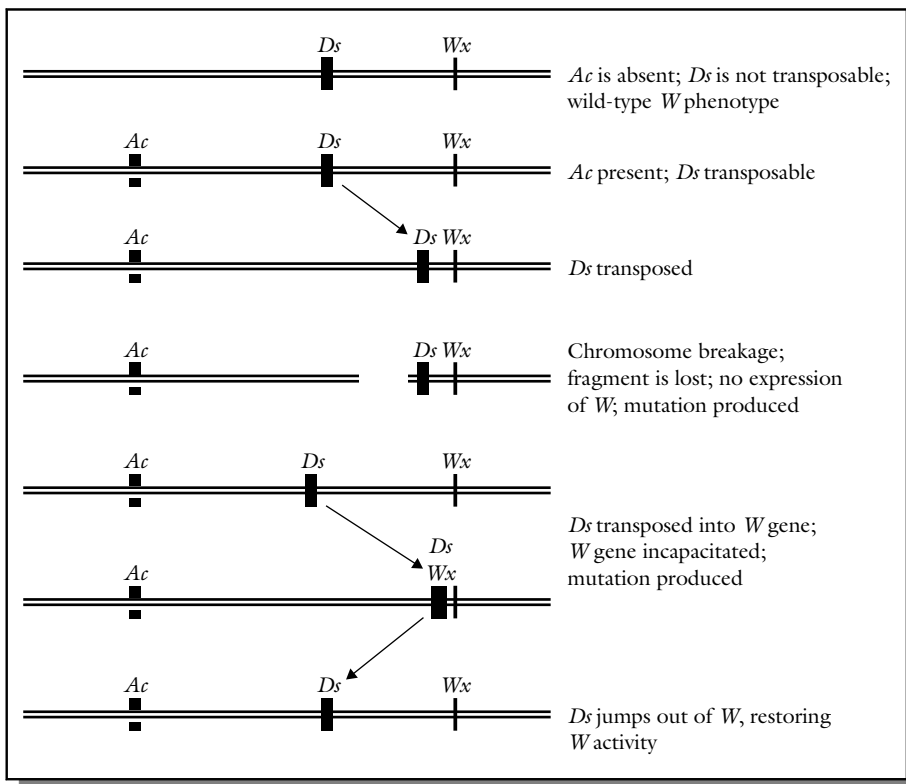 Ds Wx
Ac is absent; Ds is not transposable;
wild-type W phenotype
Ac Ds Wx
Ac present; Ds transposable
Ac Ds Wx
Ds transposed
Ac Ds Wx
Chromosome breakage;
fragment is lost; no expression
of W; mutation produced
Ac Ds Wx
Ds transposed into W gene;
W gene incapacitated;
mutation produced
Ds
Ac Wx
Ac Ds Wx
Ds jumps out of W, restoring
W activity